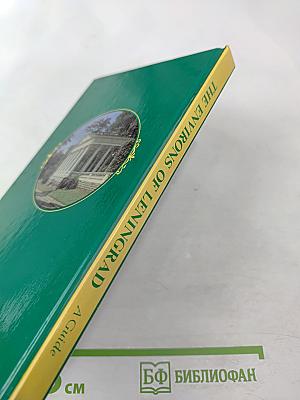 THE ENVIRONS OF LENINGRAD
A Guide
см
БФ БИБЛИОФАН